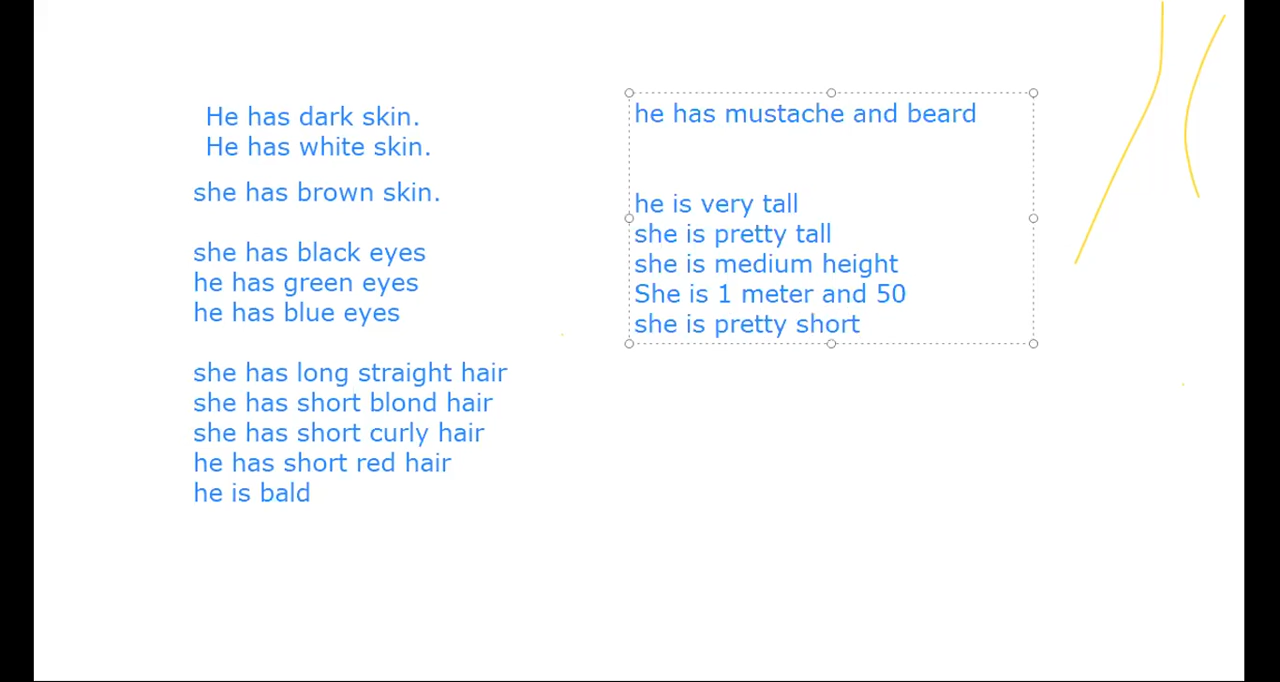 He has dark skin.
He has white skin.
she has brown skin.
she has black eyes
he has green eyes
he has blue eyes
she has long straight hair
she has short blond hair
she has short curly hair
he has short red hair
he is bald
he has mustache and beard
he is very tall
she is pretty tall
she is medium height
She is 1 meter and 50
she is pretty short